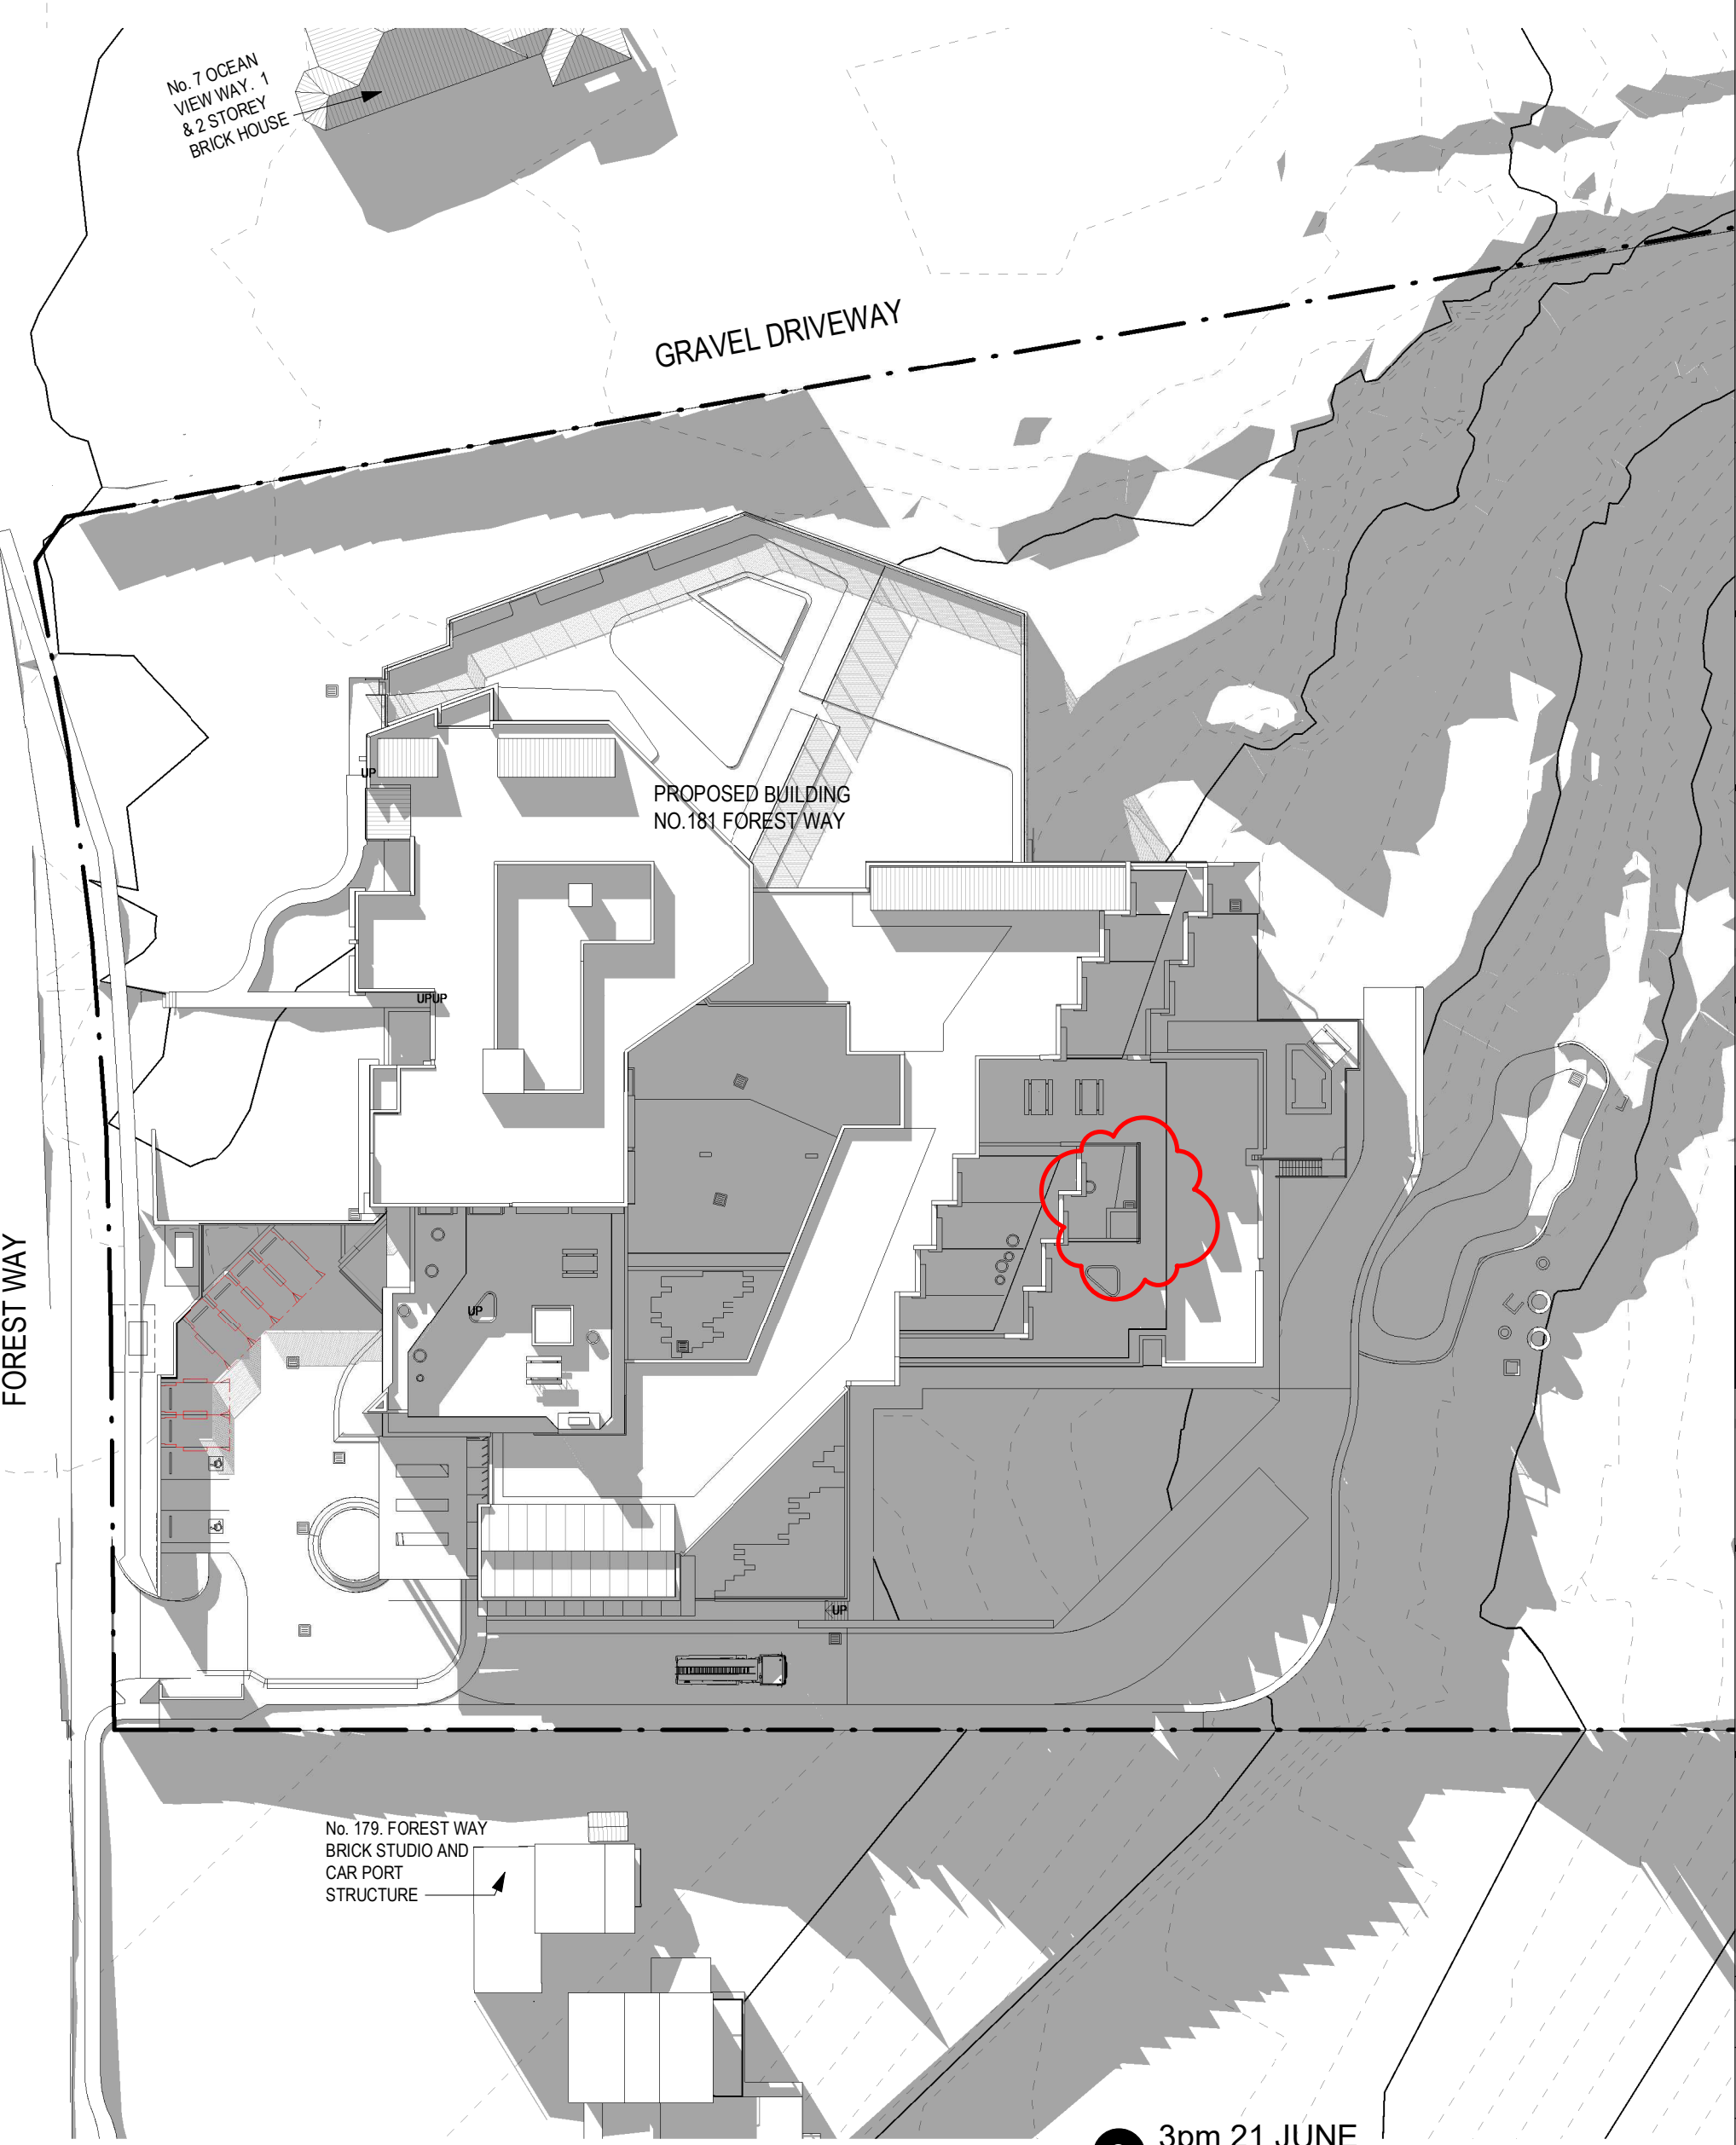 No. 7 OCEAN
VIEW WAY. 1
& 2 STOREY
BRICK HOUSE
GRAVEL DRIVEWAY
UP
PROPOSED BUILDING
NO.181 FOREST WAY
UPUP
FOREST WAY
UP
UP
No. 179. FOREST WAY
BRICK STUDIO AND
CAR PORT
STRUCTURE
3pm 21 JUNE